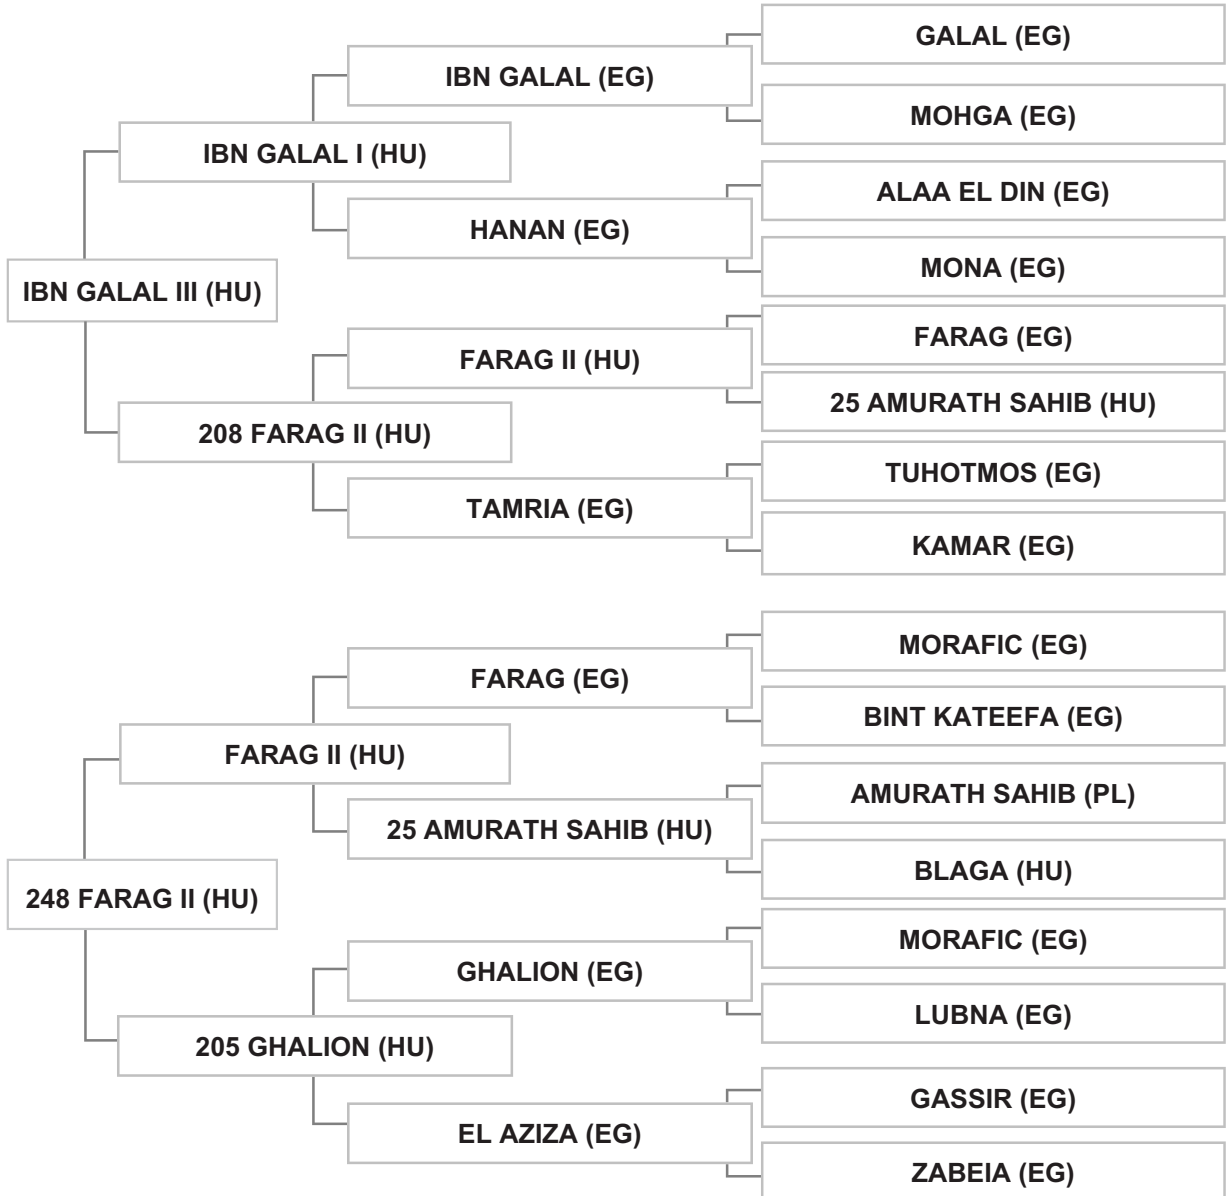 GALAL (EG)
IBN GALAL (EG)
MOHGA (EG)
IBN GALAL I (HU)
ALAA EL DIN (EG)
HANAN (EG)
MONA (EG)
IBN GALAL III (HU)
FARAG (EG)
FARAG II (HU)
25 AMURATH SAHIB (HU)
208 FARAG II (HU)
TUHOTMOS (EG)
TAMRIA (EG)
KAMAR (EG)
MORAFIC (EG)
FARAG (EG)
BINT KATEEFA (EG)
FARAG II (HU)
AMURATH SAHIB (PL)
25 AMURATH SAHIB (HU)
BLAGA (HU)
248 FARAG II (HU)
MORAFIC (EG)
GHALION (EG)
LUBNA (EG)
205 GHALION (HU)
GASSIR (EG)
EL AZIZA (EG)
ZABEIA (EG)